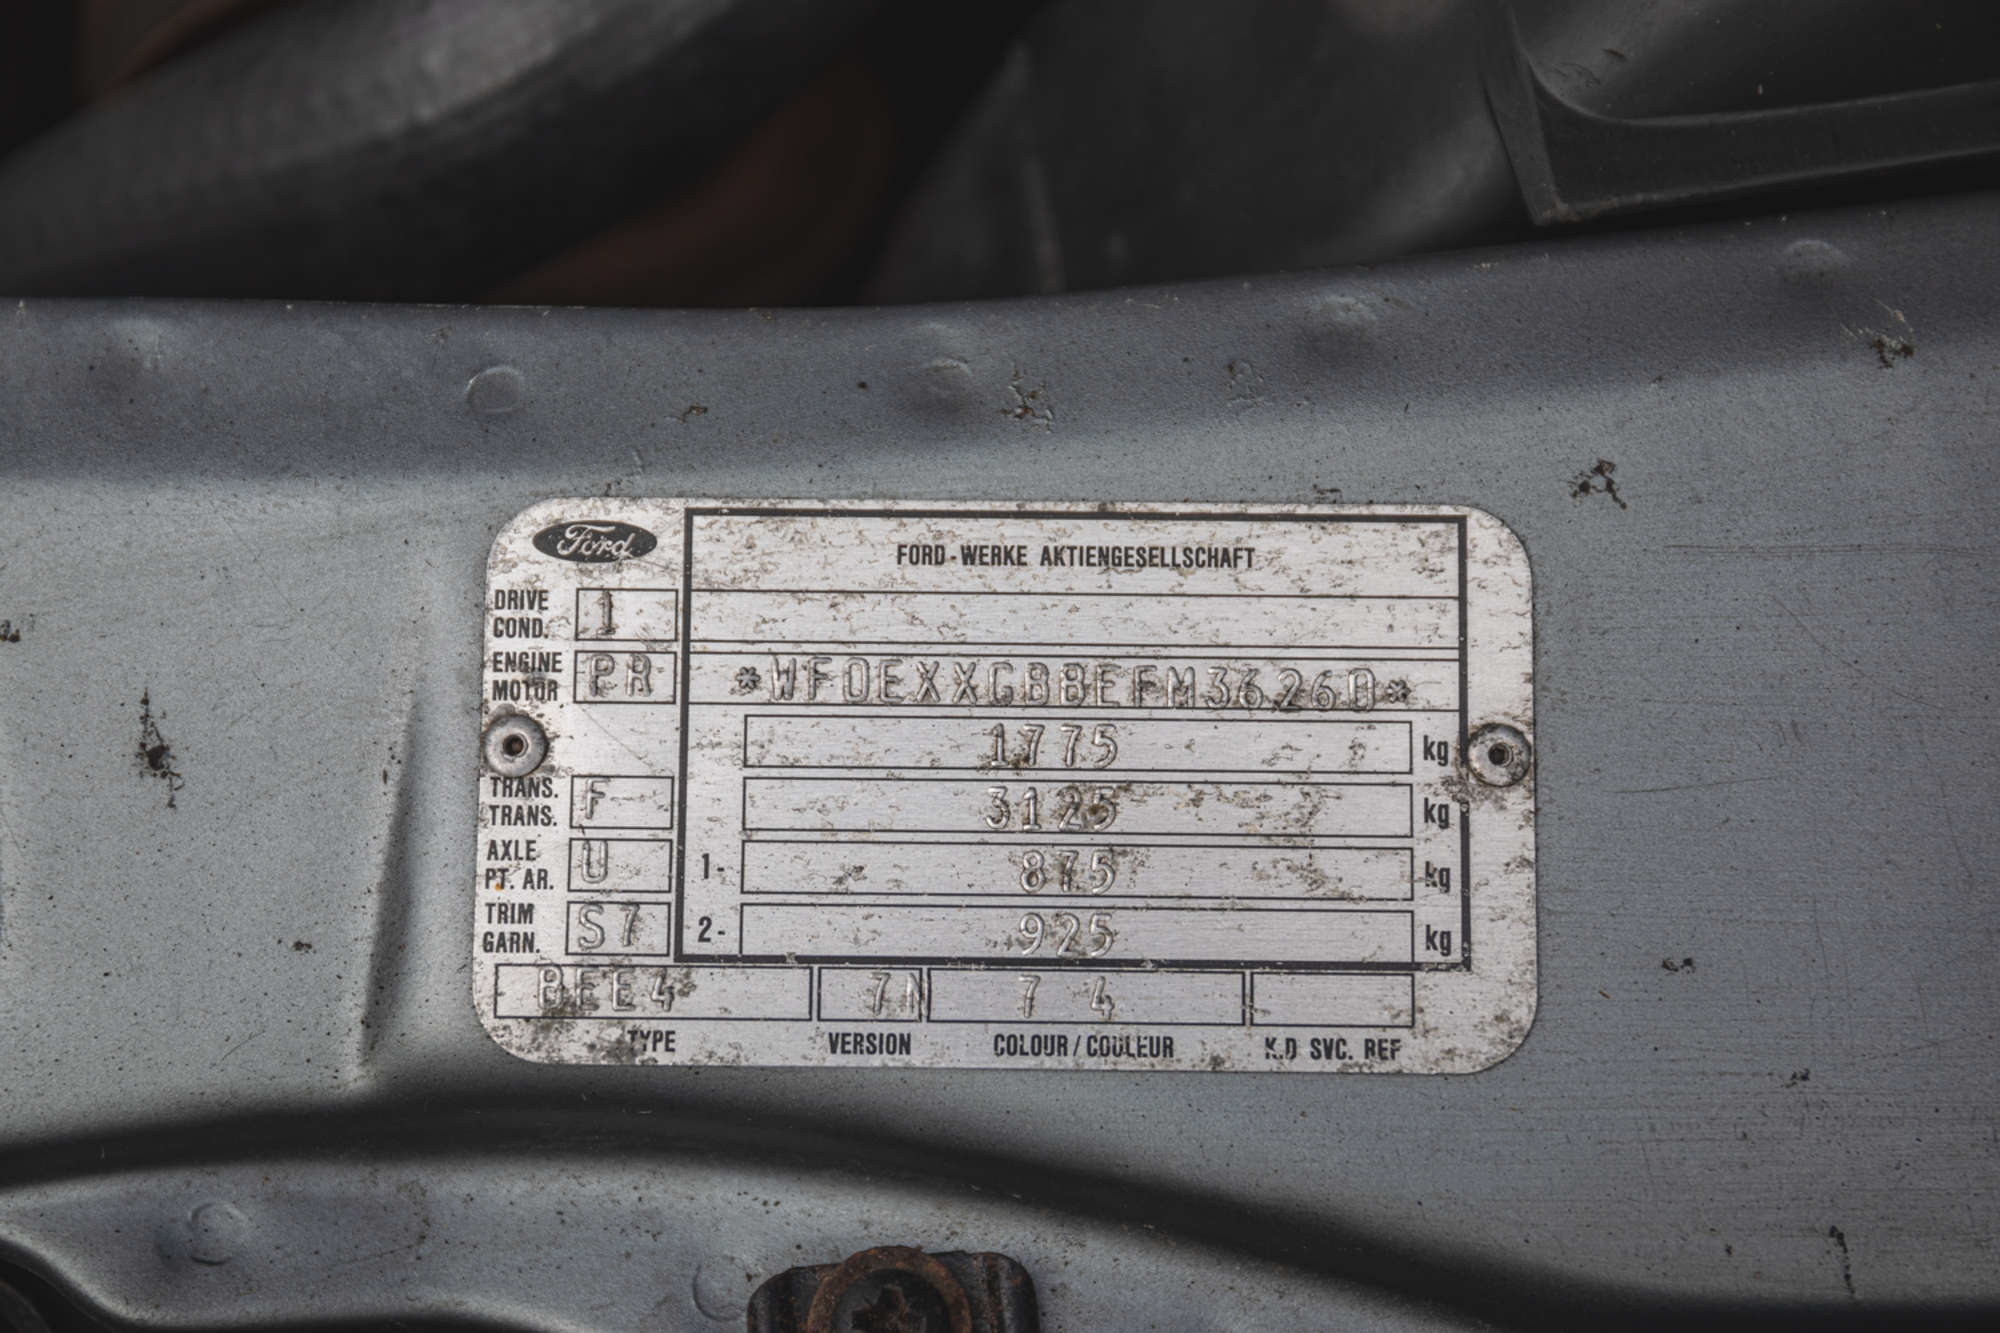 Ford
FORD-WERKE AKTIENGESELLSCHAFT
DRIVE
COND. 1
ENGINE
MOTOR PR
*WF0EXXGBBEFM36260*
1775 kg
TRANS.
TRANS. F
3125 kg
AXLE
PT. AR. U
1- 875 kg
TRIM
GARN. S7
2- 925 kg
BEE4 7N 7 4
TYPE VERSION COLOUR/COULEUR K.D SVC. REF